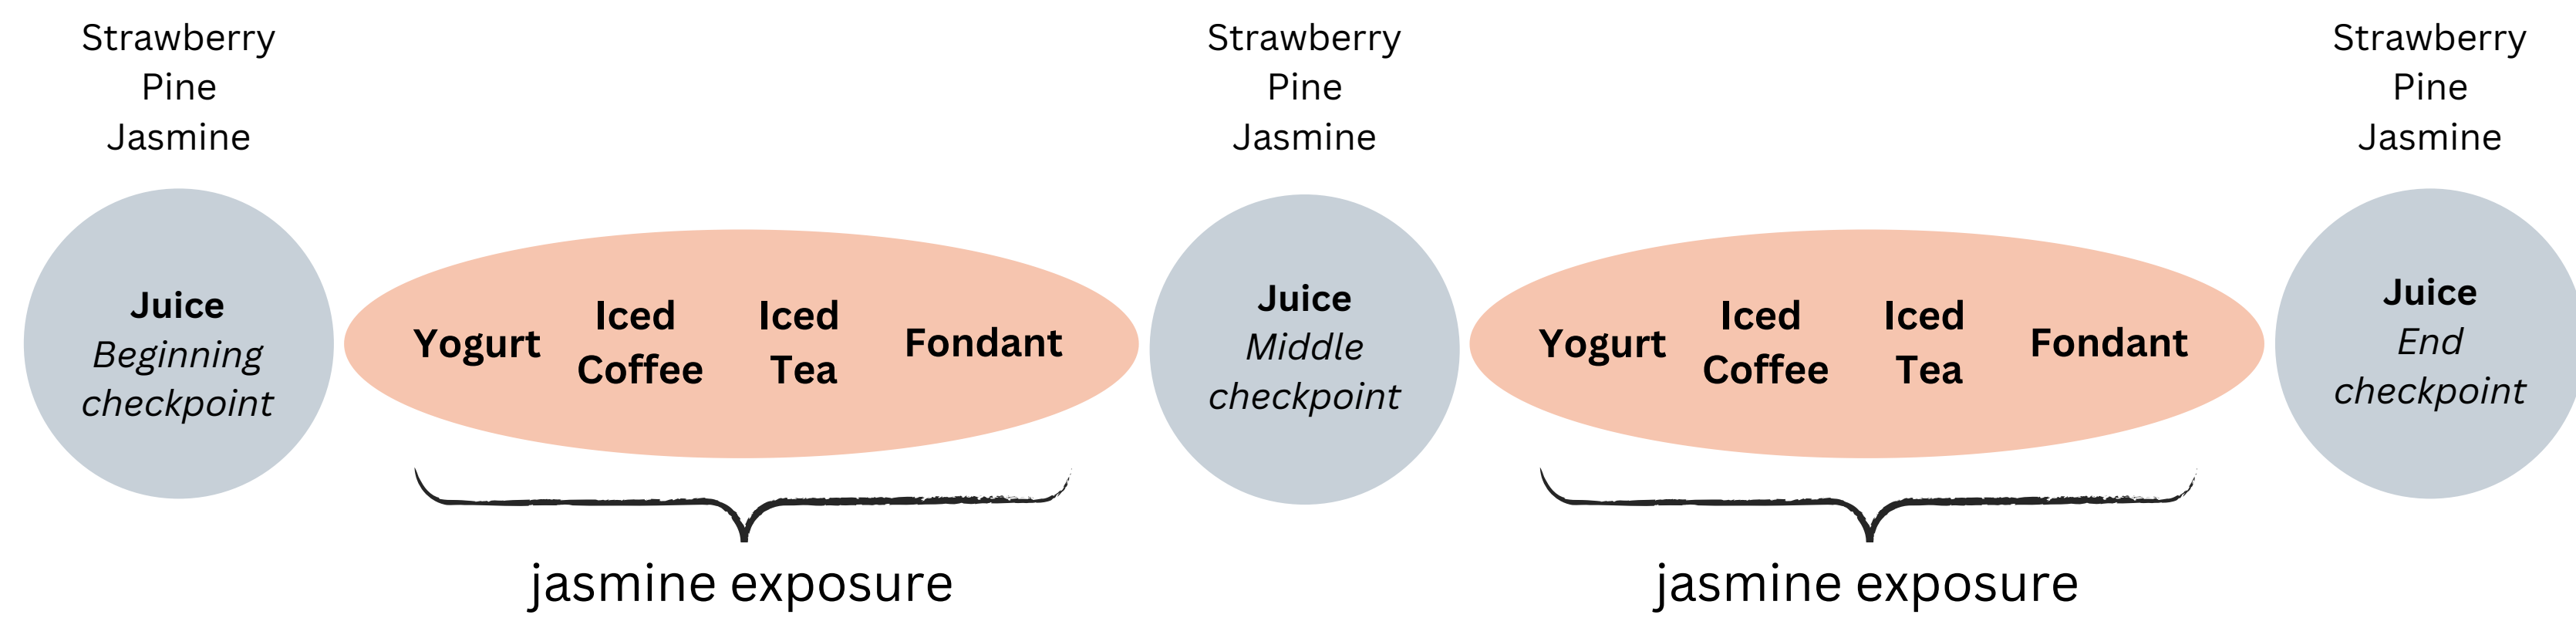 Strawberry
Pine
Jasmine
Juice
Beginning
checkpoint
Yogurt
Iced
Coffee
Iced
Tea
Fondant
jasmine exposure
Strawberry
Pine
Jasmine
Juice
Middle
checkpoint
Yogurt
Iced
Coffee
Iced
Tea
Fondant
jasmine exposure
Strawberry
Pine
Jasmine
Juice
End
checkpoint